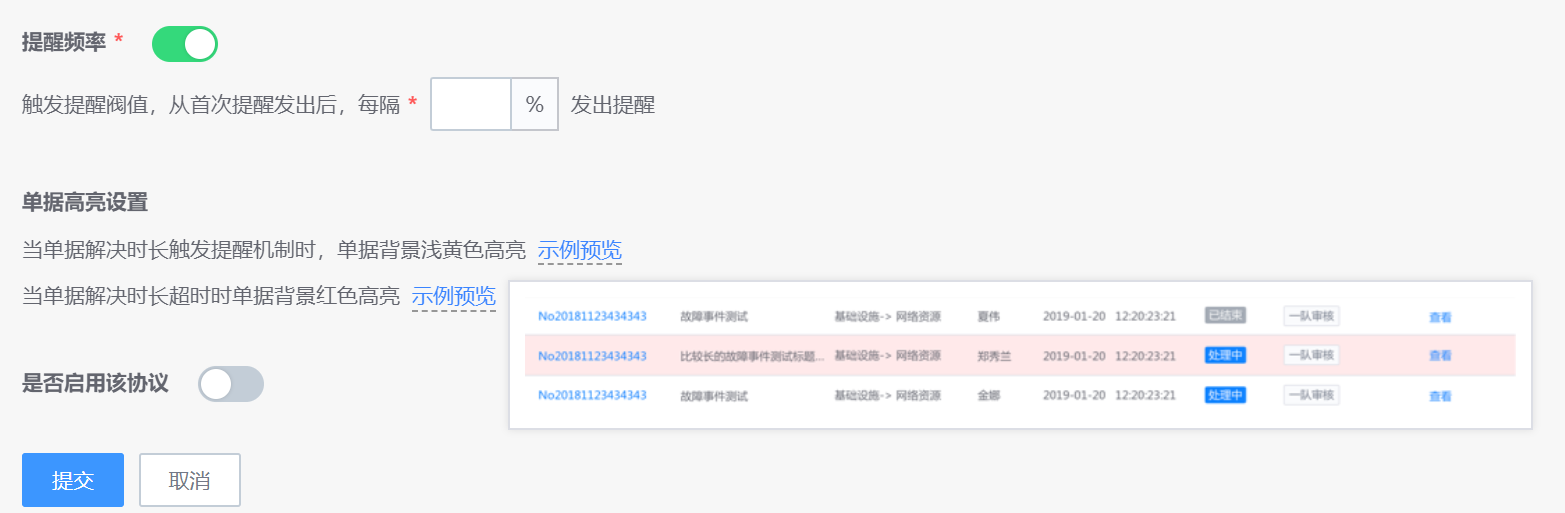 提醒频率 *
触发提醒阀值，从首次提醒发出后，每隔 * % 发出提醒
单据高亮设置
当单据解决时长触发提醒机制时，单据背景浅黄色高亮 示例预览
当单据解决时长超时时单据背景红色高亮 示例预览
No20181123434343 故障事件测试 基础设施-> 网络资源 夏伟 2019-01-20 12:20:23:21 已结束 一队审核 查看
No20181123434343 比较长的故障事件测试标题... 基础设施-> 网络资源 郑秀兰 2019-01-20 12:20:23:21 处理中 一队审核 查看
No20181123434343 故障事件测试 基础设施-> 网络资源 金娜 2019-01-20 12:20:23:21 处理中 一队审核 查看
是否启用该协议
提交 取消